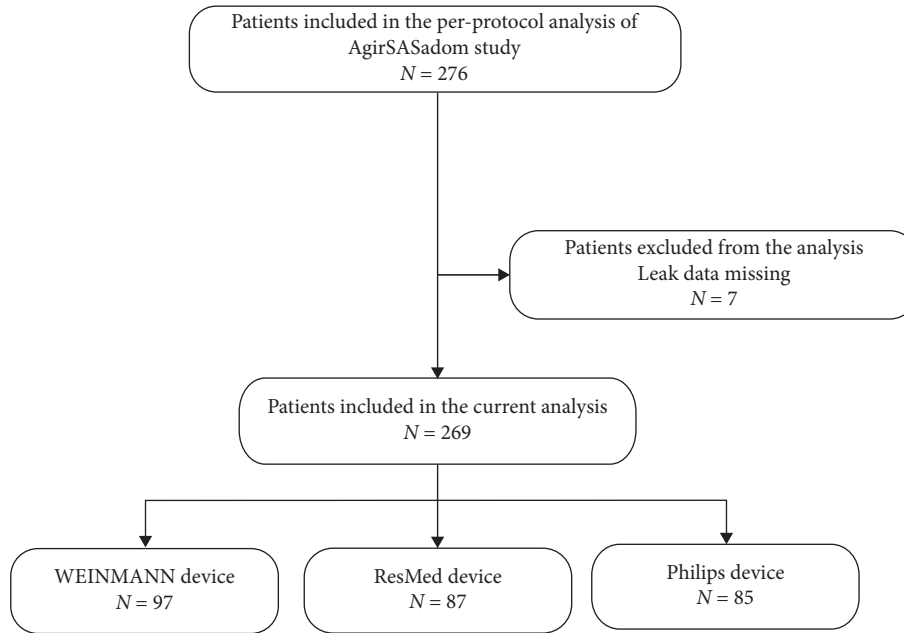 Patients included in the per-protocol analysis of
AgirSASadom study
N = 276
Patients excluded from the analysis
Leak data missing
N = 7
Patients included in the current analysis
N = 269
WEINMANN device
N = 97
ResMed device
N = 87
Philips device
N = 85